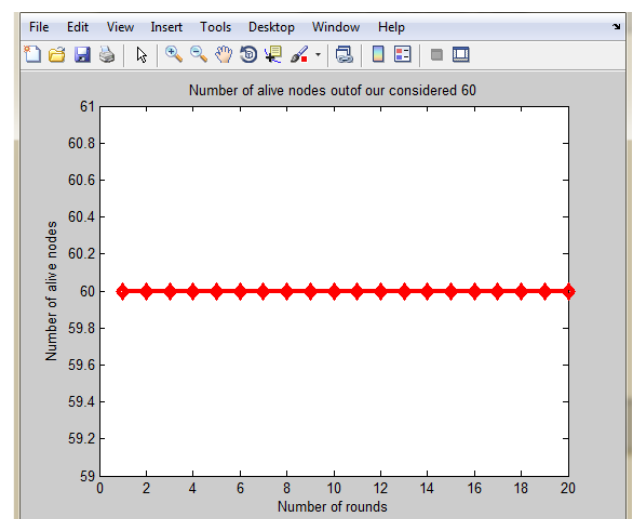 File Edit View Insert Tools Desktop Window Help
Number of alive nodes outof our considered 60
61
60.8
60.6
60.4
60.2
60
59.8
59.6
59.4
59.2
59
Number of alive nodes
0 2 4 6 8 10 12 14 16 18 20
Number of rounds